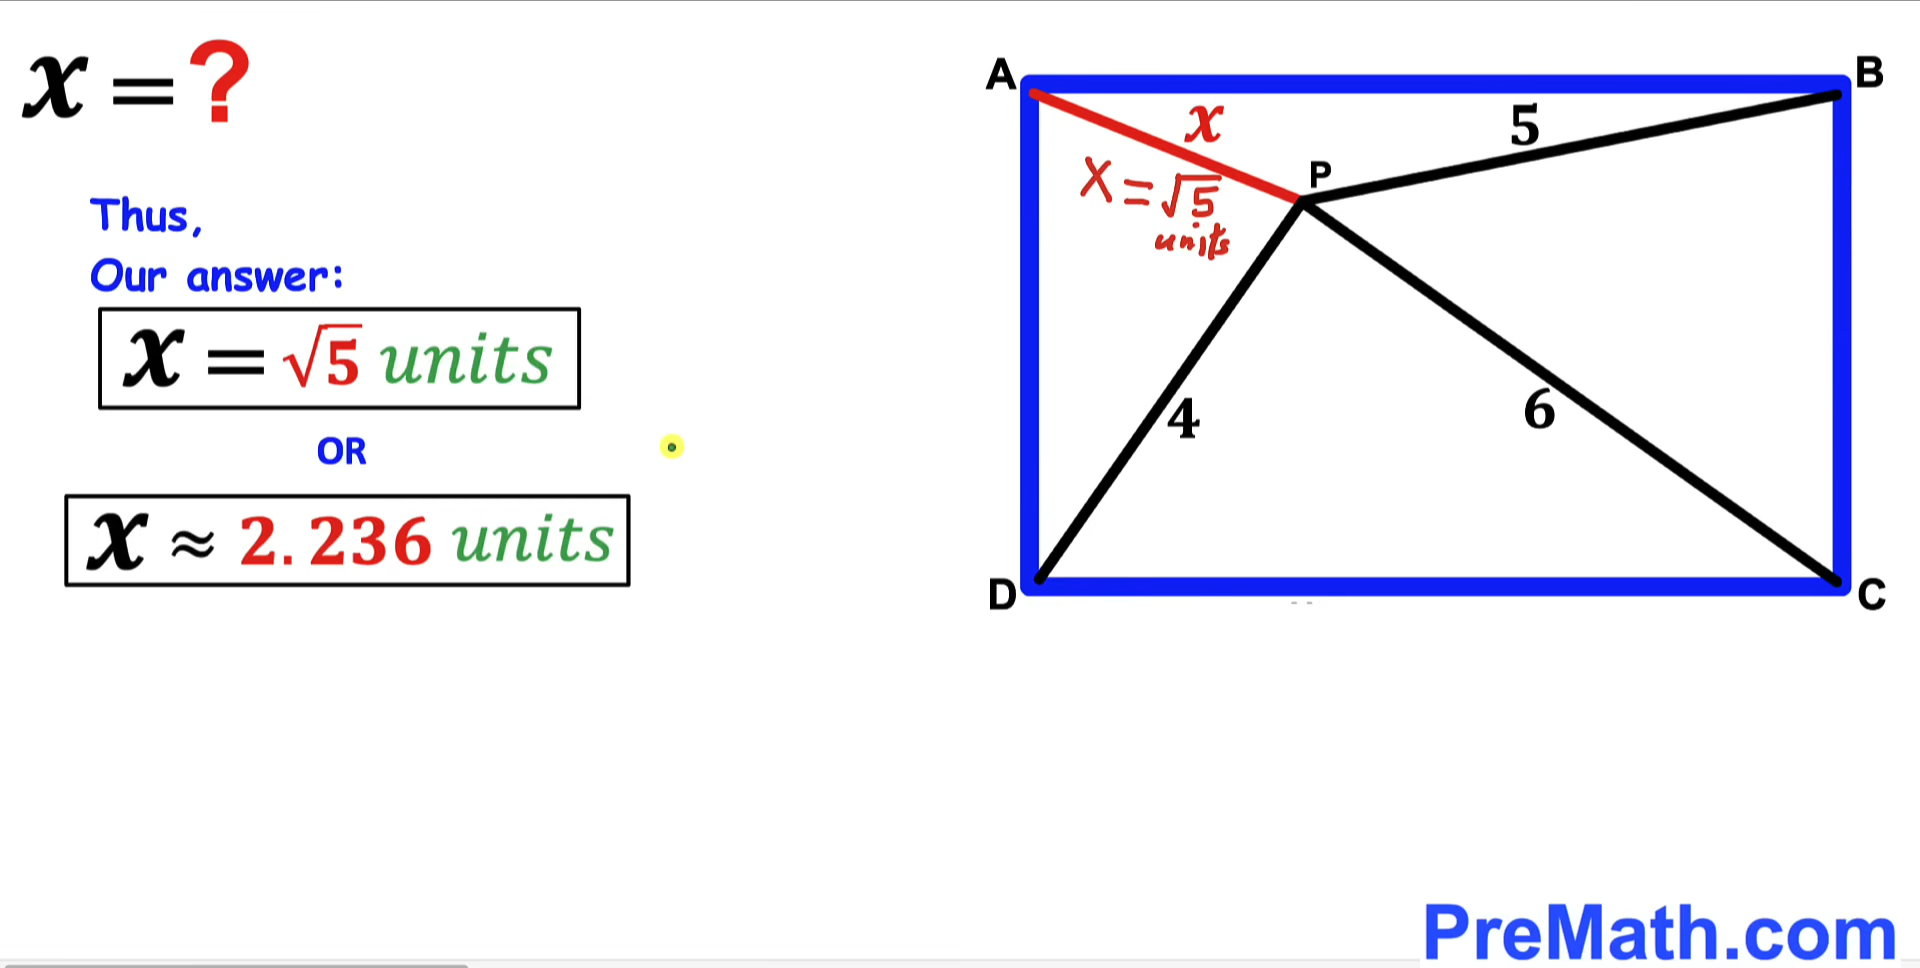 x = ?
Thus,
Our answer:
x = √5 units
OR
x ≈ 2.236 units
A
B
x
5
X = √5
units
P
4
6
D
C
PreMath.com